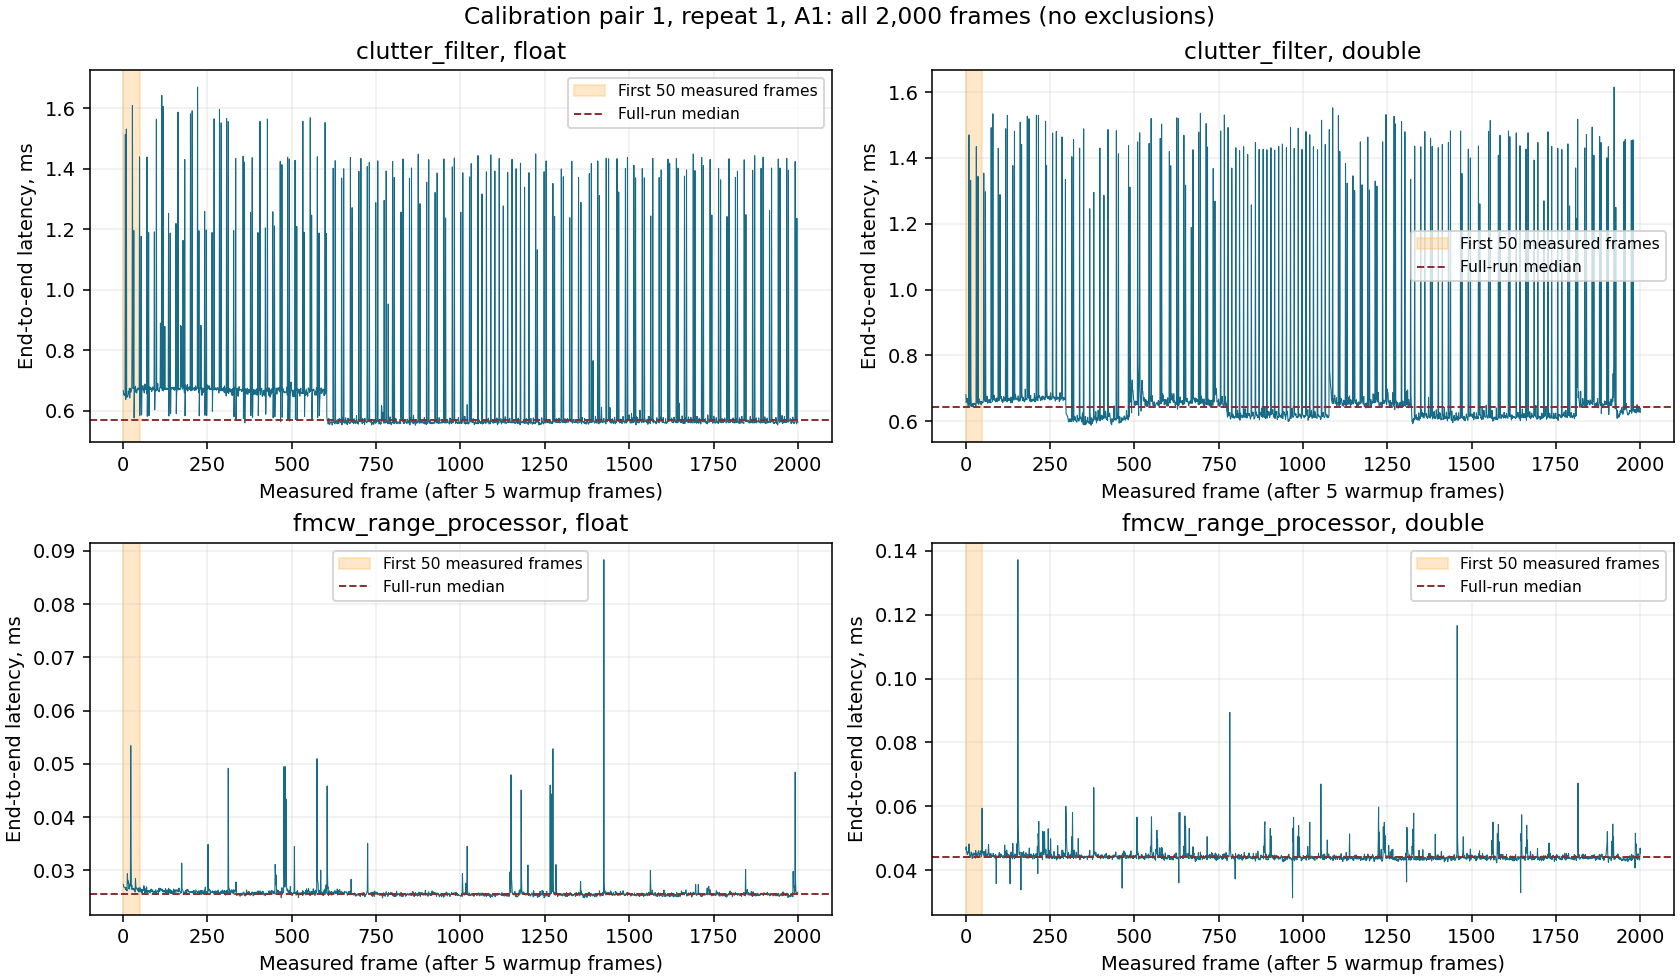 Calibration pair 1, repeat 1, A1: all 2,000 frames (no exclusions)
clutter_filter, float
End-to-end latency, ms
1.6
1.4
1.2
1.0
0.8
0.6
First 50 measured frames
Full-run median
0 250 500 750 1000 1250 1500 1750 2000
Measured frame (after 5 warmup frames)
clutter_filter, double
End-to-end latency, ms
1.6
1.4
1.2
1.0
0.8
0.6
First 50 measured frames
Full-run median
0 250 500 750 1000 1250 1500 1750 2000
Measured frame (after 5 warmup frames)
fmcw_range_processor, float
End-to-end latency, ms
0.09
0.08
0.07
0.06
0.05
0.04
0.03
First 50 measured frames
Full-run median
0 250 500 750 1000 1250 1500 1750 2000
Measured frame (after 5 warmup frames)
fmcw_range_processor, double
End-to-end latency, ms
0.14
0.12
0.10
0.08
0.06
0.04
First 50 measured frames
Full-run median
0 250 500 750 1000 1250 1500 1750 2000
Measured frame (after 5 warmup frames)